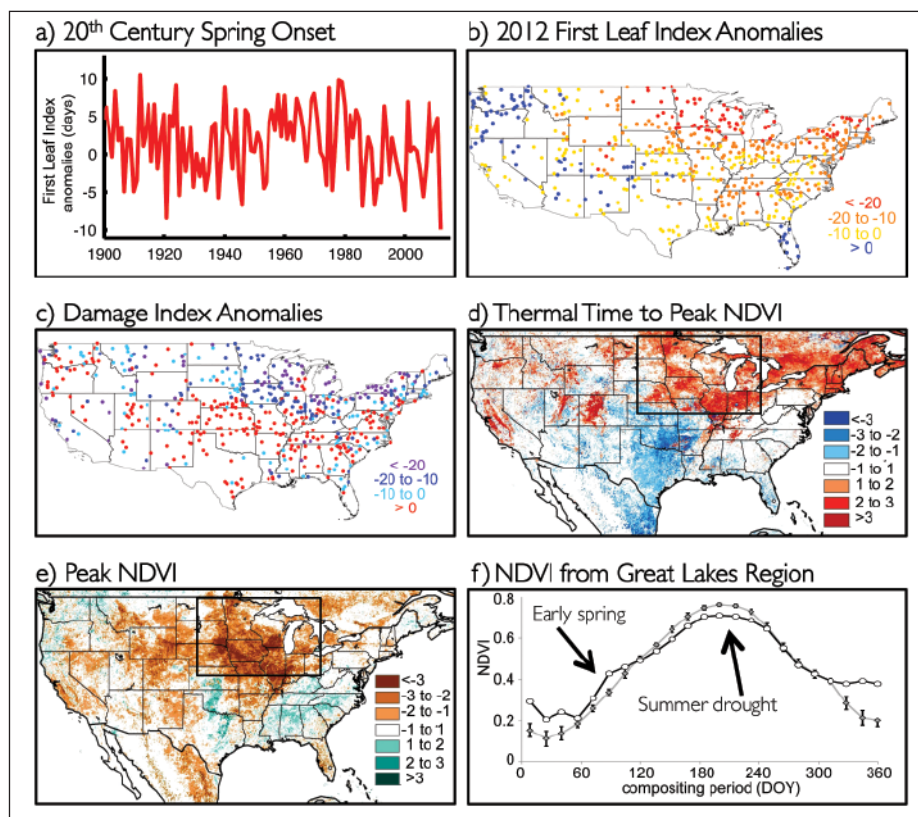 a) 20th Century Spring Onset
First Leaf Index
anomalies (days)
10
5
0
-5
-10
1900
1920
1940
1960
1980
2000
b) 2012 First Leaf Index Anomalies
< -20
-20 to -10
-10 to 0
> 0
c) Damage Index Anomalies
< -20
-20 to -10
-10 to 0
> 0
d) Thermal Time to Peak NDVI
<-3
-3 to -2
-2 to -1
-1 to 1
1 to 2
2 to 3
>3
e) Peak NDVI
<-3
-3 to -2
-2 to -1
-1 to 1
1 to 2
2 to 3
>3
f) NDVI from Great Lakes Region
NDVI
0.8
0.6
0.4
0.2
0
Early spring
Summer drought
0
60
120
180
240
300
360
compositing period (DOY)